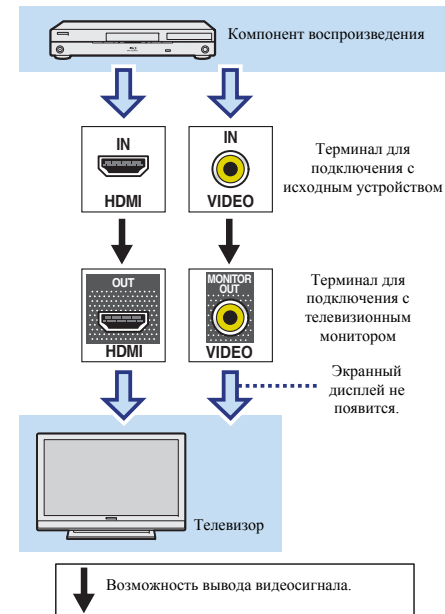 Компонент воспроизведения
IN
HDMI
IN
VIDEO
Терминал для
подключения с
исходным устройством
OUT
HDMI
MONITOR
OUT
VIDEO
Терминал для
подключения с
телевизионным
монитором
Экранный
дисплей не
появится.
Телевизор
Возможность вывода видеосигнала.